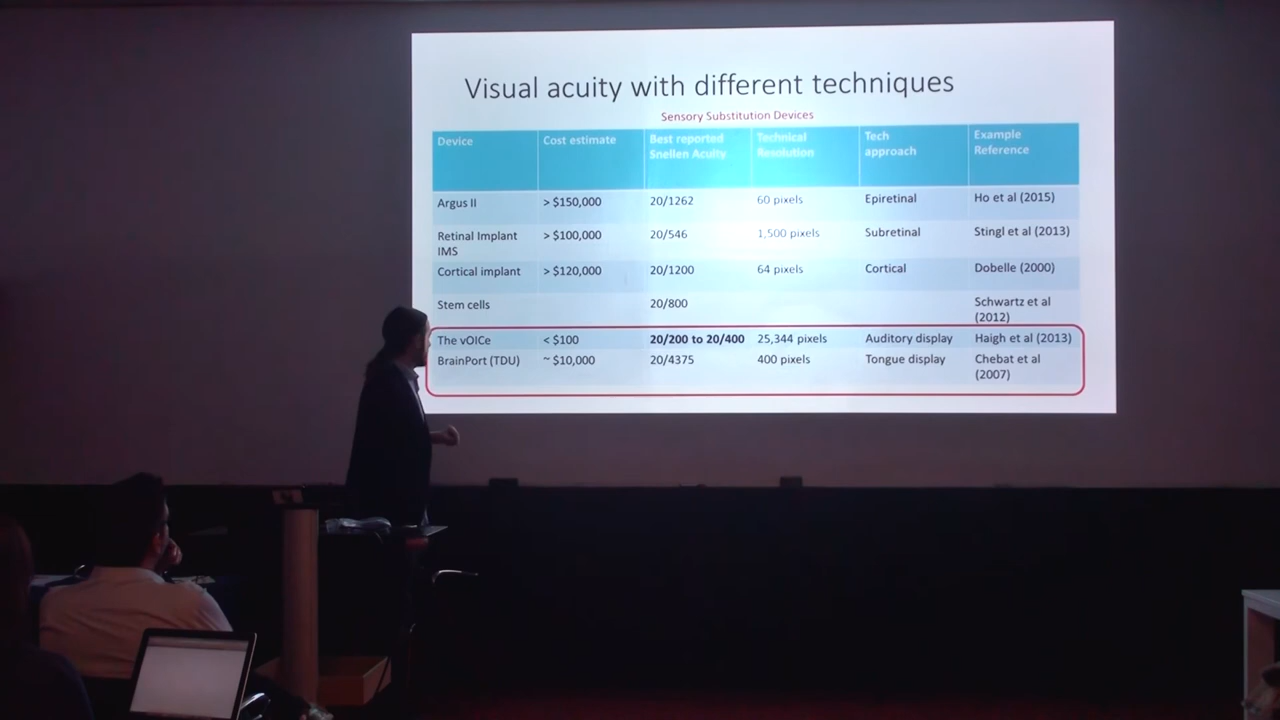 Visual acuity with different techniques
Sensory Substitution Devices
Device Cost estimate Best reported Snellen Acuity Technical Resolution Tech approach Example Reference
Argus II > $150,000 20/1262 60 pixels Epiretinal Ho et al (2015)
Retinal Implant IMS > $100,000 20/546 1,500 pixels Subretinal Stingl et al (2013)
Cortical implant > $120,000 20/1200 64 pixels Cortical Dobelle (2000)
Stem cells 20/800 Schwartz et al (2012)
The vOICe < $100 20/200 to 20/400 25,344 pixels Auditory display Haigh et al (2013)
BrainPort (TDU) ~ $10,000 20/4375 400 pixels Tongue display Chebat et al (2007)